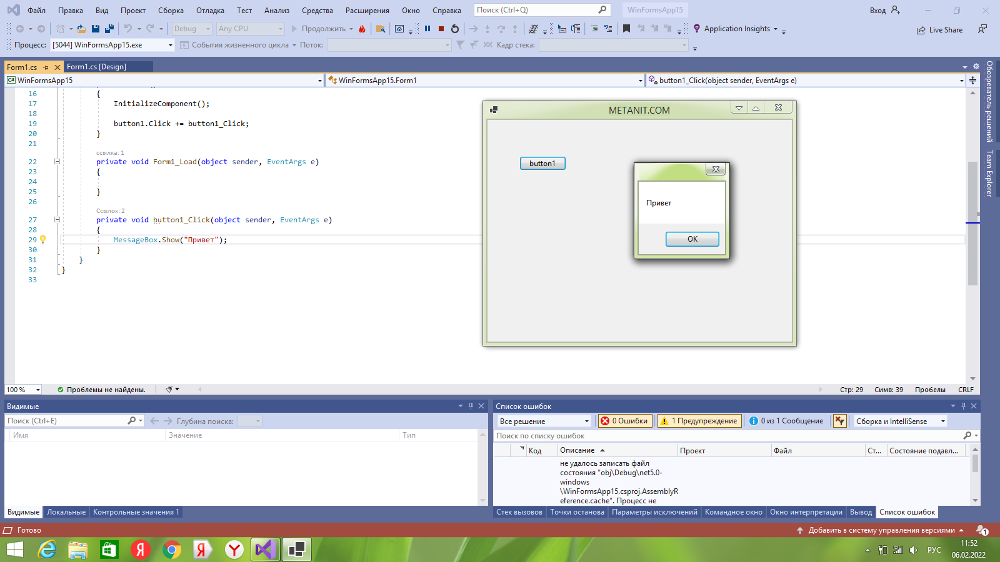 Файл Правка Вид Проект Сборка Отладка Тест Анализ Средства Расширения Окно Справка Поиск (Ctrl+Q) WinFormsApp15 Вход
Debug Any CPU Продолжить Application Insights Live Share
Процесс: [5044] WinFormsApp15.exe События жизненного цикла Поток: Кадр стека:
Form1.cs Form1.cs [Design]
WinFormsApp15 WinFormsApp15.Form1 button1_Click(object sender, EventArgs e)
16 {
17 InitializeComponent();
18
19 button1.Click += button1_Click;
20 }
21
ссылка: 1
22 private void Form1_Load(object sender, EventArgs e)
23 {
24
25 }
26
Ссылок: 2
27 private void button1_Click(object sender, EventArgs e)
28 {
29 MessageBox.Show("Привет");
30 }
31 }
32 }
33
METANIT.COM
button1
Привет
OK
Обозреватель решений
Team Explorer
100 % Проблемы не найдены. Стр: 29 Симв: 39 Пробелы CRLF
Видимые
Поиск (Ctrl+E) Глубина поиска:
Имя Значение Тип
Видимые Локальные Контрольные значения 1
Список ошибок
Все решение 0 Ошибки 1 Предупреждение 0 из 1 Сообщение Сборка и IntelliSense
Поиск по списку ошибок
Код Описание Проект Файл Ст... Состояние подавл...
не удалось записать файл
состояния "obj\Debug\net5.0-
windows
\WinFormsApp15.csproj.AssemblyR
eference.cache". Процесс не
Стек вызовов Точки останова Параметры исключений Командное окно Окно интерпретации Вывод Список ошибок
Готово Добавить в систему управления версиями 1
РУС 11:52
06.02.2022